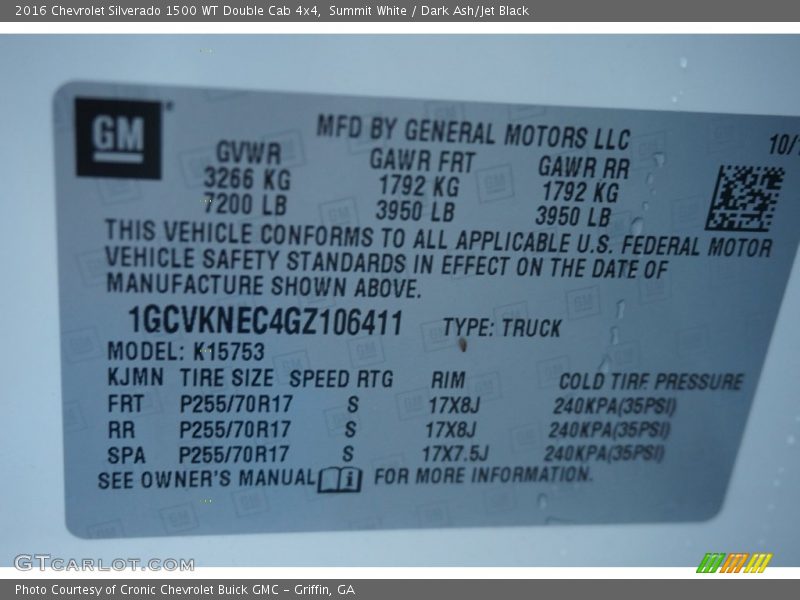 2016 Chevrolet Silverado 1500 WT Double Cab 4x4, Summit White / Dark Ash/Jet Black
GM
MFD BY GENERAL MOTORS LLC
10/
GVWR GAWR FRT GAWR RR
3266 KG 1792 KG 1792 KG
7200 LB 3950 LB 3950 LB
THIS VEHICLE CONFORMS TO ALL APPLICABLE U.S. FEDERAL MOTOR
VEHICLE SAFETY STANDARDS IN EFFECT ON THE DATE OF
MANUFACTURE SHOWN ABOVE.
1GCVKNEC4GZ106411 TYPE: TRUCK
MODEL: K15753
KJMN TIRE SIZE SPEED RTG RIM COLD TIRE PRESSURE
FRT P255/70R17 S 17X8J 240KPA(35PSI)
RR P255/70R17 S 17X8J 240KPA(35PSI)
SPA P255/70R17 S 17X7.5J 240KPA(35PSI)
SEE OWNER'S MANUAL FOR MORE INFORMATION.
GTCARLOT.COM
Photo Courtesy of Cronic Chevrolet Buick GMC – Griffin, GA